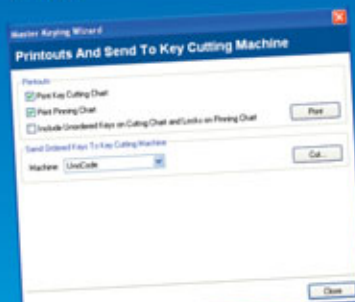 Master Keying Wizard
Printouts And Send To Key Cutting Machine
Printouts
Print Key Cutting Chart
Print Pinning Chart
Include Unordered Keys on Cutting Chart and Locks on Pinning Chart
Print
Send Ordered Keys To Key Cutting Machine
Machine UnoCode
Cut...
Close